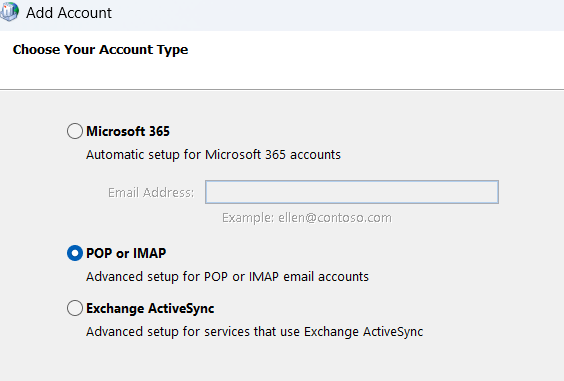 Add Account
Choose Your Account Type
Microsoft 365
Automatic setup for Microsoft 365 accounts
Email Address:
Example: ellen@contoso.com
POP or IMAP
Advanced setup for POP or IMAP email accounts
Exchange ActiveSync
Advanced setup for services that use Exchange ActiveSync